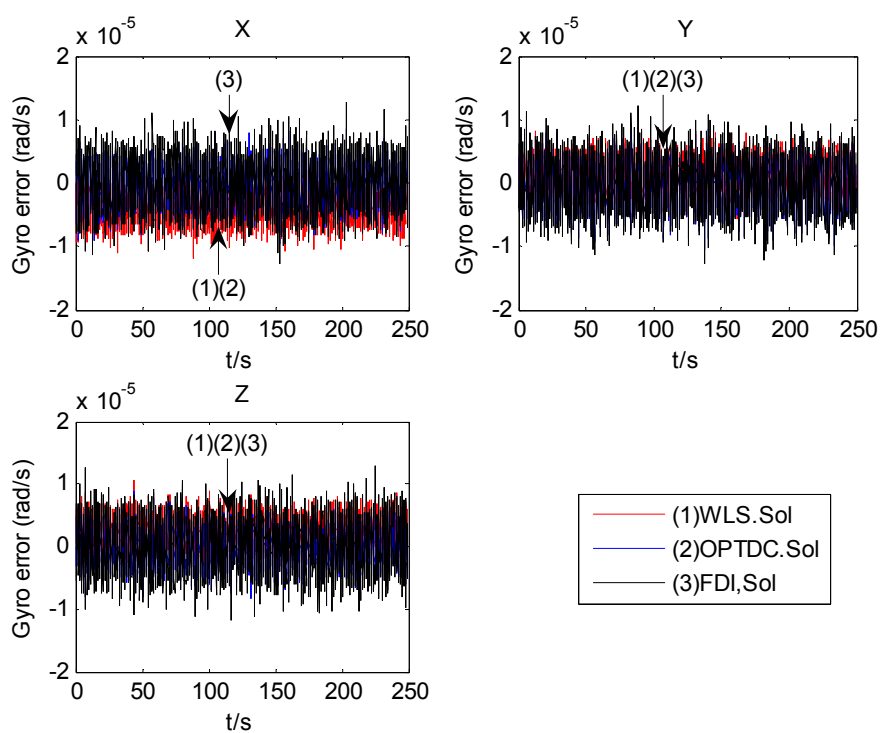 x 10^-5
X
2
1
0
-1
-2
(3)
(1)(2)
0 50 100 150 200 250
t/s
Gyro error (rad/s)
x 10^-5
Y
2
1
0
-1
-2
(1)(2)(3)
0 50 100 150 200 250
t/s
Gyro error (rad/s)
x 10^-5
Z
2
1
0
-1
-2
(1)(2)(3)
0 50 100 150 200 250
t/s
Gyro error (rad/s)
(1)WLS.Sol
(2)OPTDC.Sol
(3)FDI,Sol